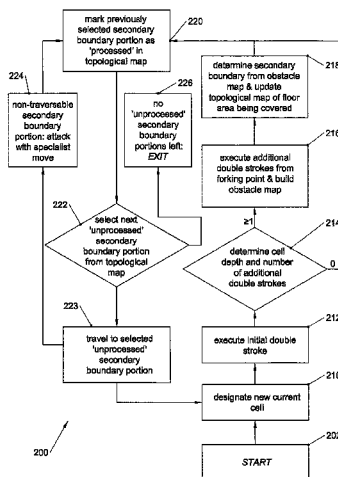 mark previously
selected secondary
boundary portion as
'processed' in
topological map
220
224
non-traversable
secondary
boundary
portion: attack
with specialist
move
226
no
'unprocessed'
secondary
boundary
portions left:
EXIT
218
determine secondary
boundary from obstacle
map & update
topological map of floor
area being covered
216
execute additional
double strokes from
forking point & build
obstacle map
≥1
214
222
select next
'unprocessed'
secondary
boundary portion
from topological
map
determine cell
depth and number
of additional
double strokes
0
212
223
execute initial double
stroke
travel to selected
'unprocessed'
secondary
boundary portion
210
designate new current
cell
202
200
START